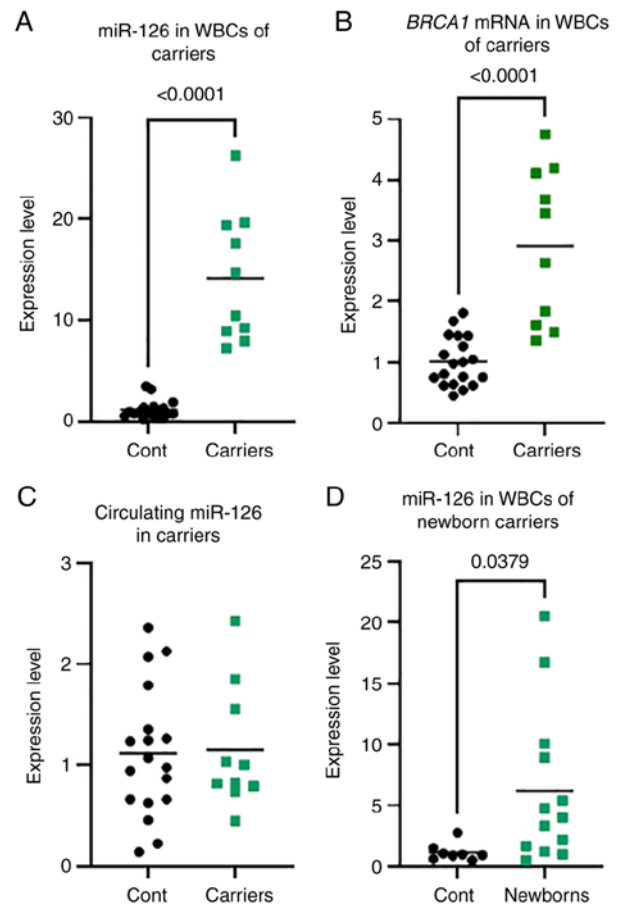 A
miR-126 in WBCs of
carriers
<0.0001
30
20
10
0
Expression level
Cont
Carriers
B
BRCA1 mRNA in WBCs
of carriers
<0.0001
5
4
3
2
1
0
Expression level
Cont
Carriers
C
Circulating miR-126
in carriers
3
2
1
0
Expression level
Cont
Carriers
D
miR-126 in WBCs of
newborn carriers
0.0379
25
20
15
10
5
0
Expression level
Cont
Newborns